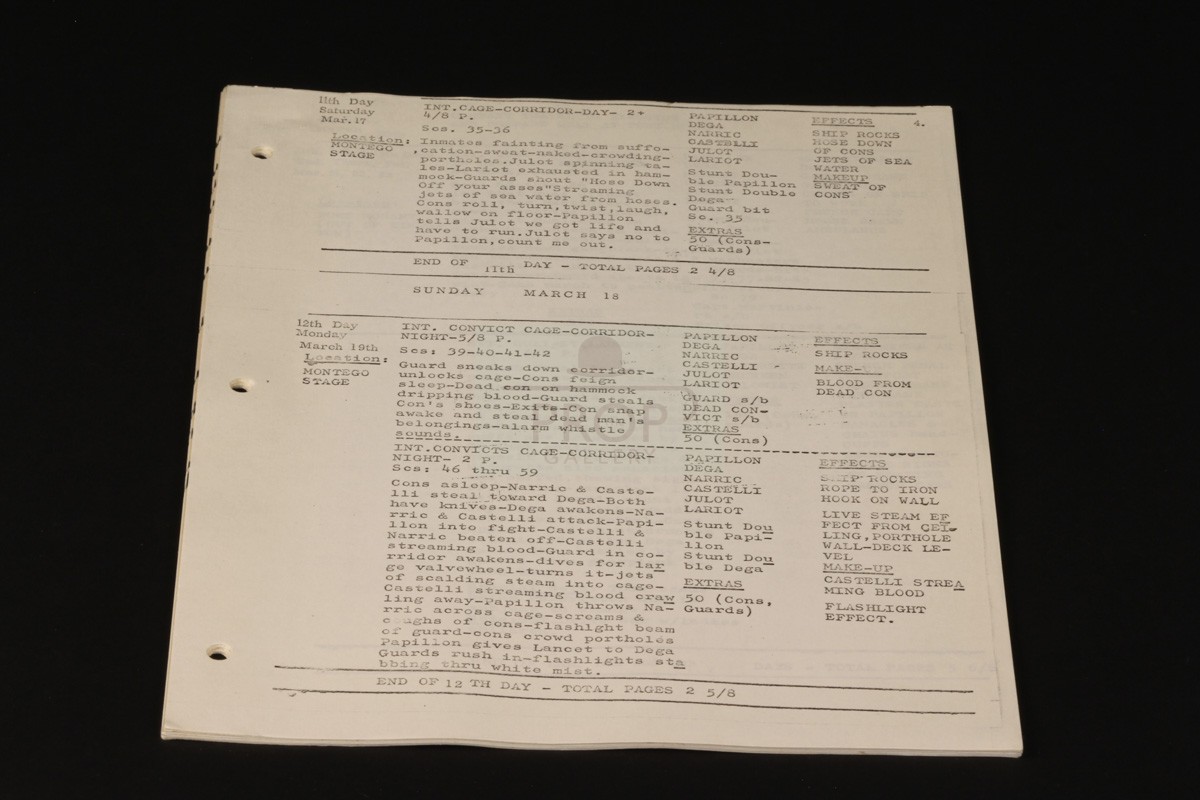 11th Day
Saturday
Mar.17
Location:
MONTEGO
STAGE
INT.CAGE-CORRIDOR-DAY- 2+
4/8 P.
Scs. 35-36
Inmates fainting from suffo-
cation-sweat-naked-crowding-
portholes.Julot spinning ta-
les-Lariot exhausted in ham-
mock-Guards shout "Hose Down
Off your asses"Streaming
jets of sea water from hoses.
Cons roll, turn,twist,laugh,
wallow on floor-Papillon
tells Julot we got life and
have to run.Julot says no to
Papillon,count me out.
PAPILLON
DEGA
NARRIC
CASTELLI
JULOT
LARIOT
Stunt Dou-
ble Papillon
Stunt Double
Dega-
Guard bit
Sc. 35
EXTRAS
50 (Cons-
Guards)
EFFECTS
SHIP ROCKS
HOSE DOWN
OF CONS
JETS OF SEA
WATER
MAKEUP
SWEAT OF
CONS
4.
END OF 11th DAY - TOTAL PAGES 2 4/8
SUNDAY MARCH 18
12th Day
Monday
March 19th
Location:
MONTEGO
STAGE
INT. CONVICT CAGE-CORRIDOR-
NIGHT-5/8 P.
Scs: 39-40-41-42
Guard sneaks down corridor-
unlocks cage-Cons feign
sleep-Dead con on hammock
dripping blood-Guard steals
Con's shoes-Exits-Con snap
awake and steal dead man's
belongings-alarm whistle
sounds.
PAPILLON
DEGA
NARRIC
CASTELLI
JULOT
LARIOT
GUARD s/b
DEAD CON-
VICT s/b
EXTRAS
50 (Cons)
EFFECTS
SHIP ROCKS
MAKE-U
BLOOD FROM
DEAD CON
PROP
GALLERY
INT.CONVICTS CAGE-CORRIDOR-
NIGHT- 2 P.
Scs: 46 thru 59
Cons asleep-Narric & Caste-
lli steal toward Dega-Both
have knives-Dega awakens-Na-
rric & Castelli attack-Papi-
llon into fight-Castelli &
Narric beaten off-Castelli
streaming blood-Guard in co-
rridor awakens-dives for lar
ge valvewheel-turns it-jets
of scalding steam into cage-
Castelli streaming blood craw
ling away-Papillon throws Na-
rric across cage-screams &
coughs of cons-flashlght beam
of guard-cons crowd portholes
Papillon gives Lancet to Dega
Guards rush in-flashlights sta
bbing thru white mist.
PAPILLON
DEGA
NARRIC
CASTELLI
JULOT
LARIOT
Stunt Dou
ble Papi-
llon
Stunt Dou
ble Dega
EXTRAS
50 (Cons,
Guards)
EFFECTS
SHIP ROCKS
ROPE TO IRON
HOOK ON WALL
LIVE STEAM EF
FECT FROM CEI-
LING,PORTHOLE
WALL-DECK LE-
VEL
MAKE-UP
CASTELLI STREA
MING BLOOD
FLASHLIGHT
EFFECT.
END OF 12 TH DAY - TOTAL PAGES 2 5/8